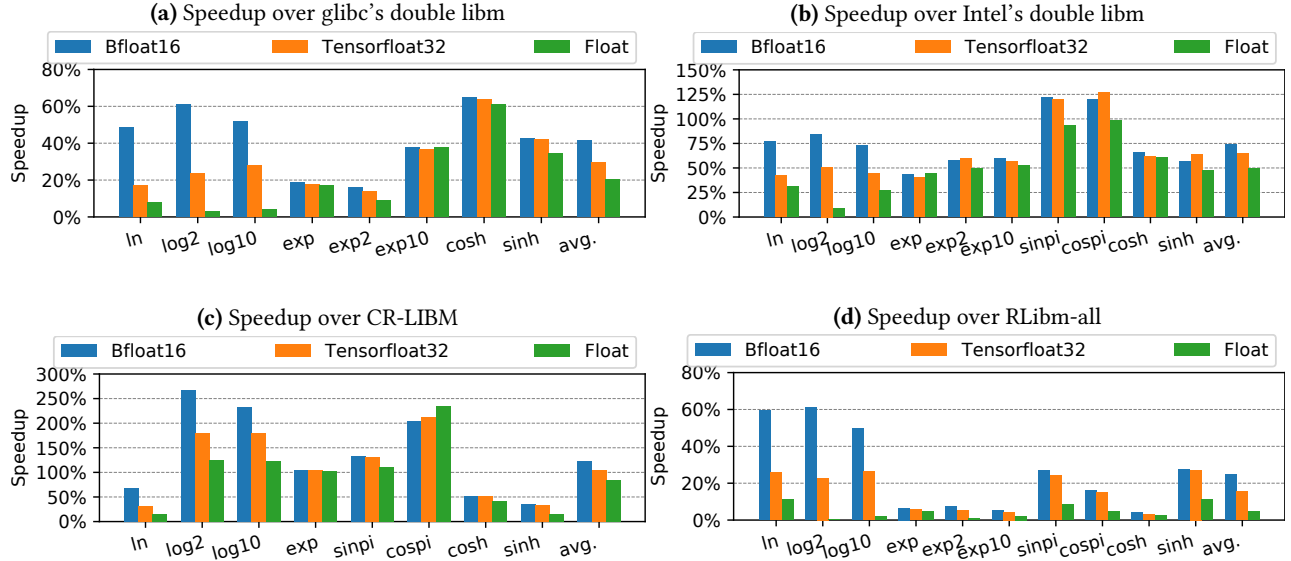 (a) Speedup over glibc's double libm
Bfloat16 Tensorfloat32 Float
80%
60%
40%
20%
0%
Speedup
ln log2 log10 exp exp2 exp10 cosh sinh avg.
(b) Speedup over Intel's double libm
Bfloat16 Tensorfloat32 Float
150%
125%
100%
75%
50%
25%
0%
Speedup
ln log2 log10 exp exp2 exp10 sinpi cospi cosh sinh avg.
(c) Speedup over CR-LIBM
Bfloat16 Tensorfloat32 Float
300%
250%
200%
150%
100%
50%
0%
Speedup
ln log2 log10 exp sinpi cospi cosh sinh avg.
(d) Speedup over RLibm-all
Bfloat16 Tensorfloat32 Float
80%
60%
40%
20%
0%
Speedup
ln log2 log10 exp exp2 exp10 sinpi cospi cosh sinh avg.